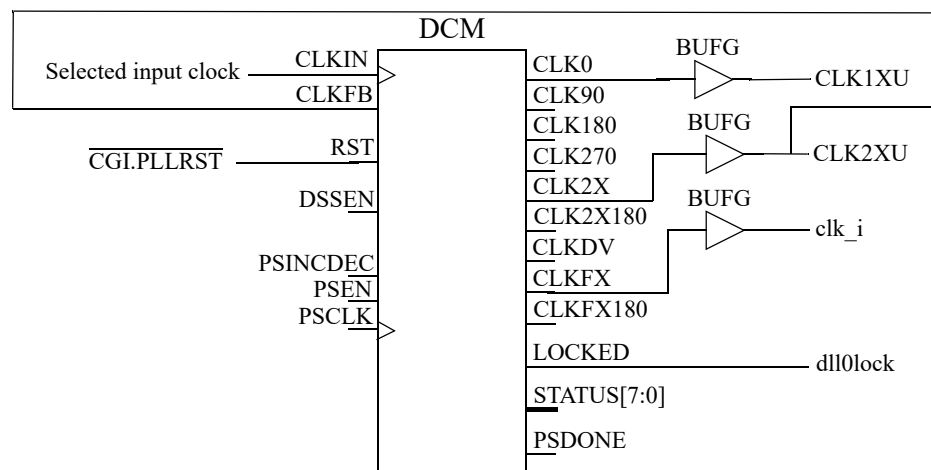 DCM
CLKIN
Selected input clock
CLKFB
CLK0
BUFG
CLK1XU
CLK90
CLK180
BUFG
CGI.PLLRST
RST
CLK270
CLK2XU
CLK2X
DSSEN
BUFG
CLK2X180
clk_i
CLKDV
PSINCDEC
CLKFX
PSEN
CLKFX180
PSCLK
LOCKED
dll0lock
STATUS[7:0]
PSDONE